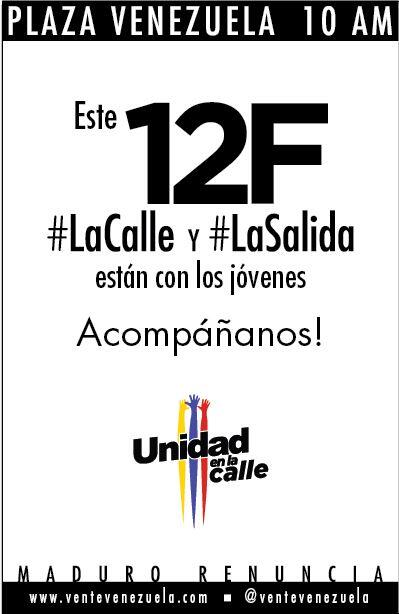 PLAZA VENEZUELA 10 AM
Este 12F
#LaCalle Y #LaSalida
están con los jóvenes
Acompáñanos!
Unidad
en la
calle
MADURO RENUNCIA
www.ventevenezuela.com ■ @ventevenezuela